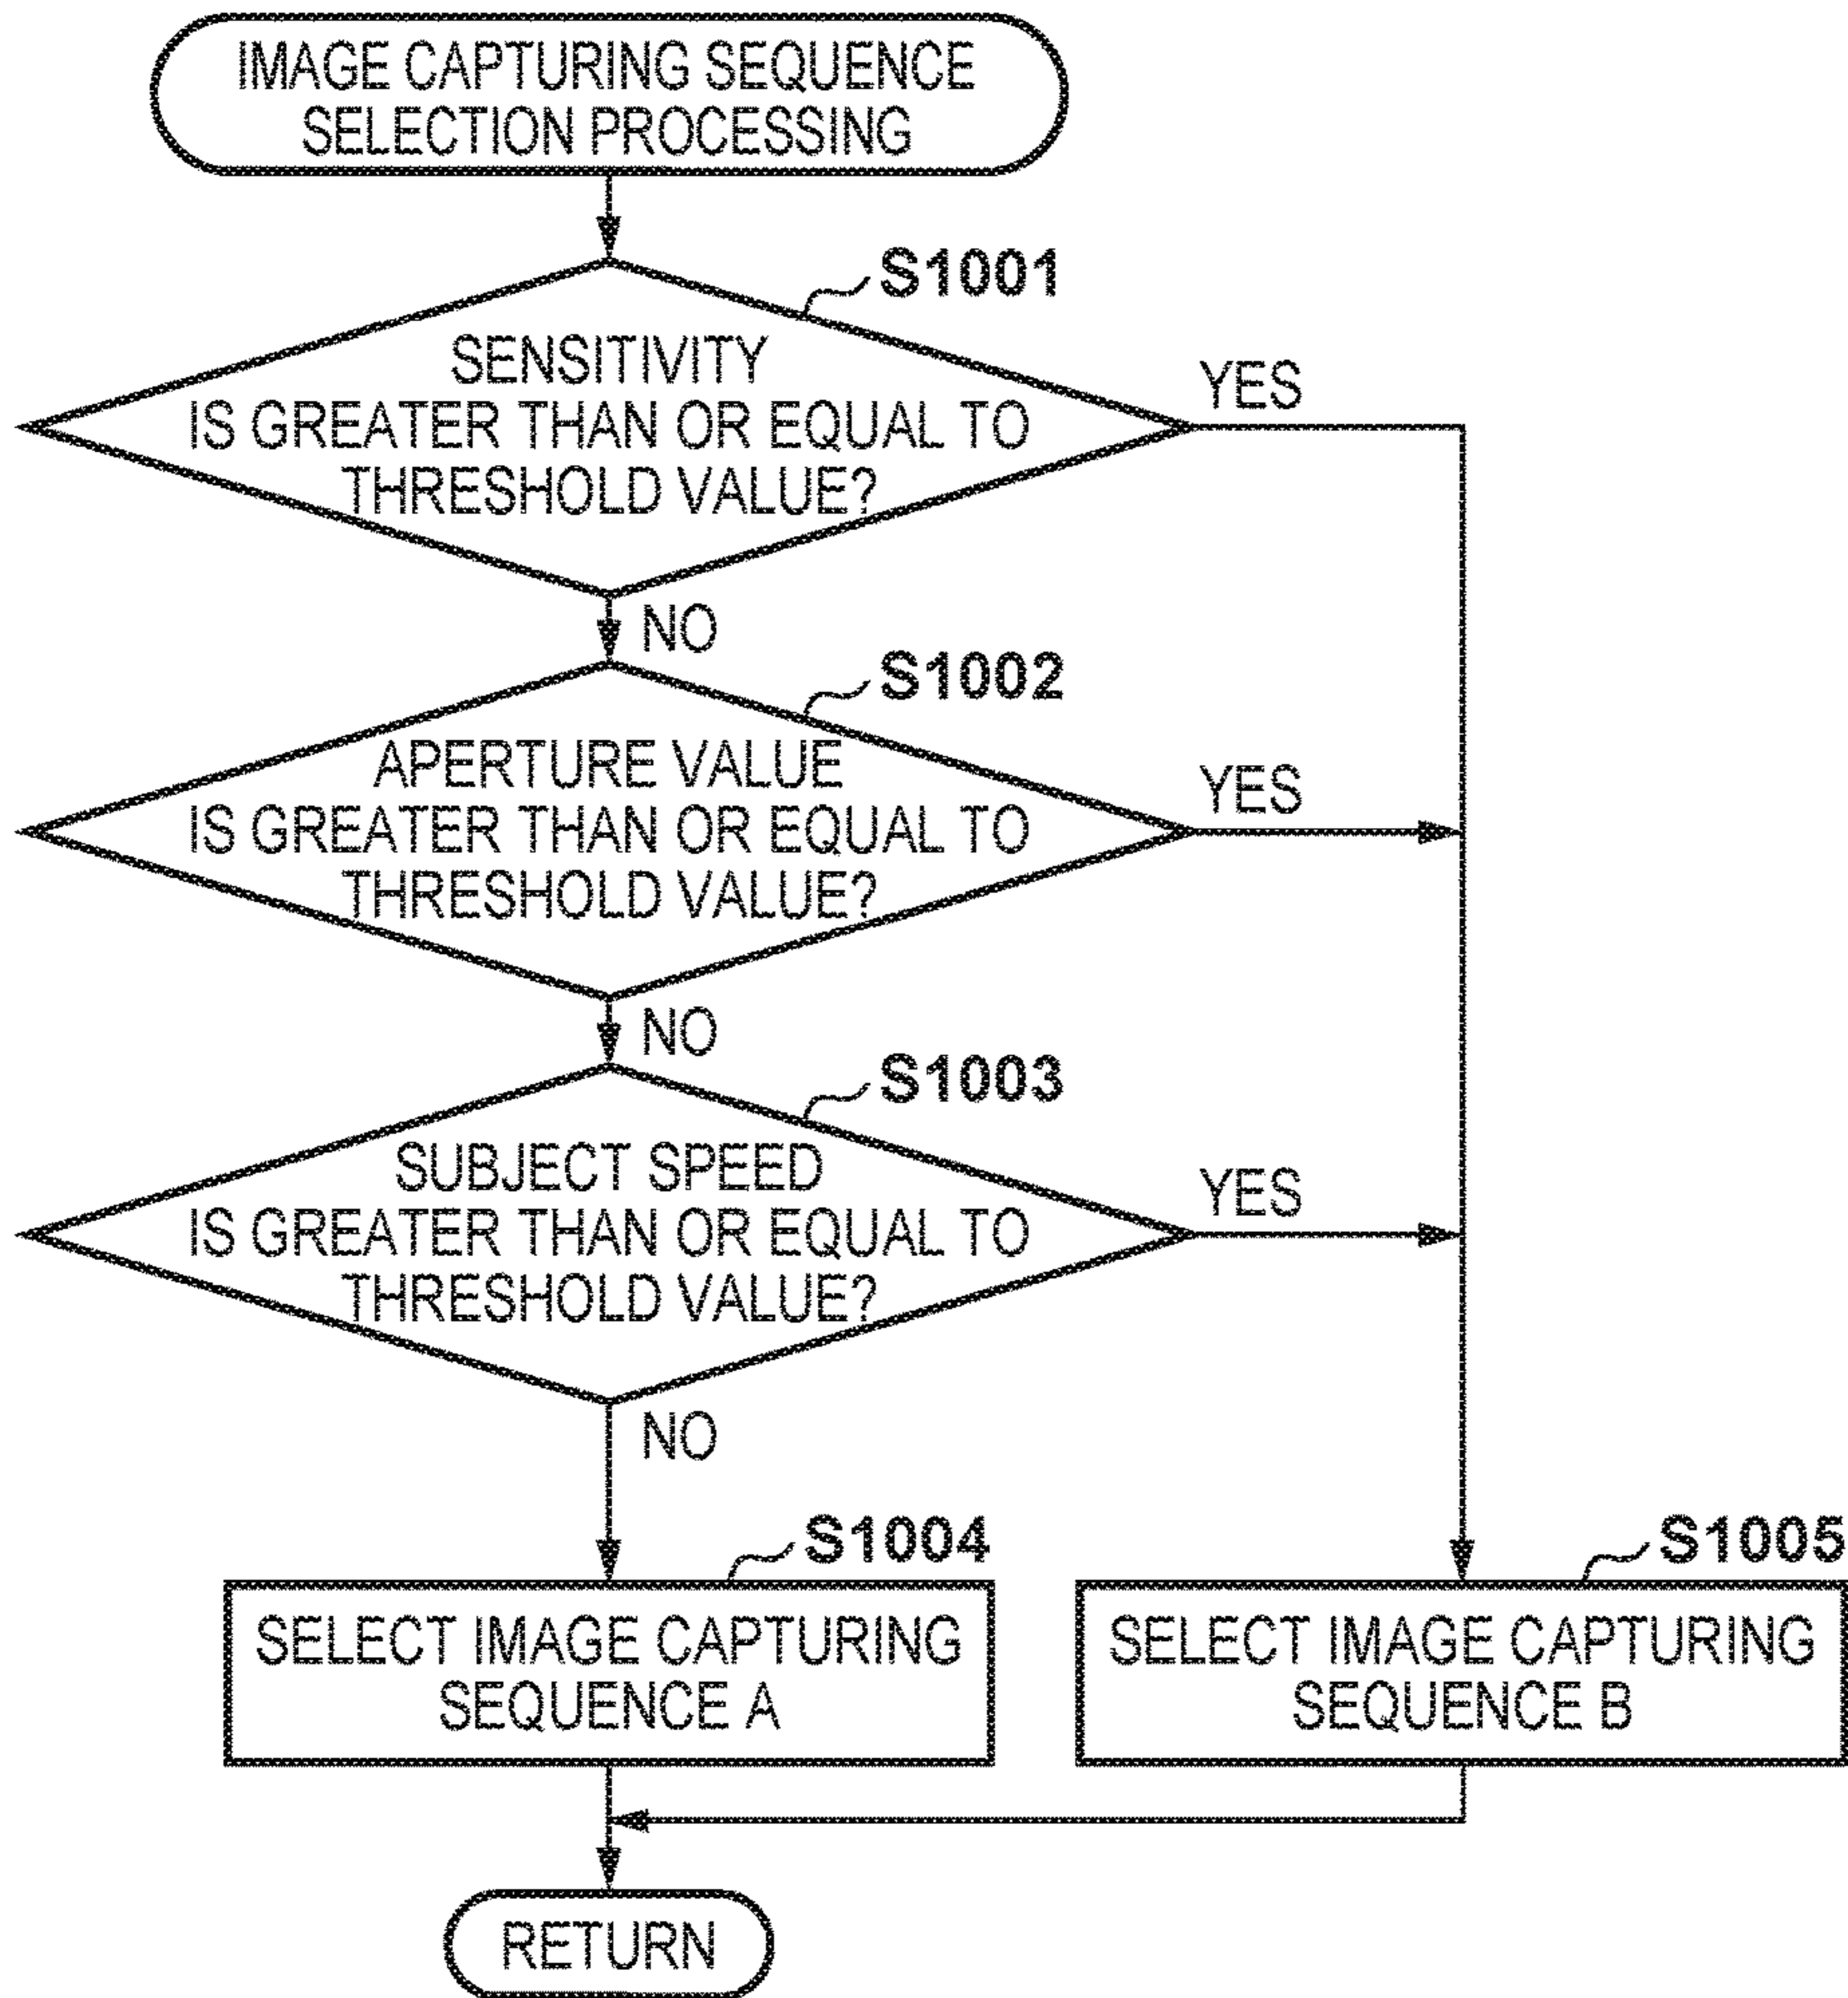 IMAGE CAPTURING SEQUENCE
SELECTION PROCESSING
S1001
SENSITIVITY
IS GREATER THAN OR EQUAL TO
THRESHOLD VALUE?
YES
NO
S1002
APERTURE VALUE
IS GREATER THAN OR EQUAL TO
THRESHOLD VALUE?
YES
NO
S1003
SUBJECT SPEED
IS GREATER THAN OR EQUAL TO
THRESHOLD VALUE?
YES
NO
S1004
SELECT IMAGE CAPTURING
SEQUENCE A
S1005
SELECT IMAGE CAPTURING
SEQUENCE B
RETURN